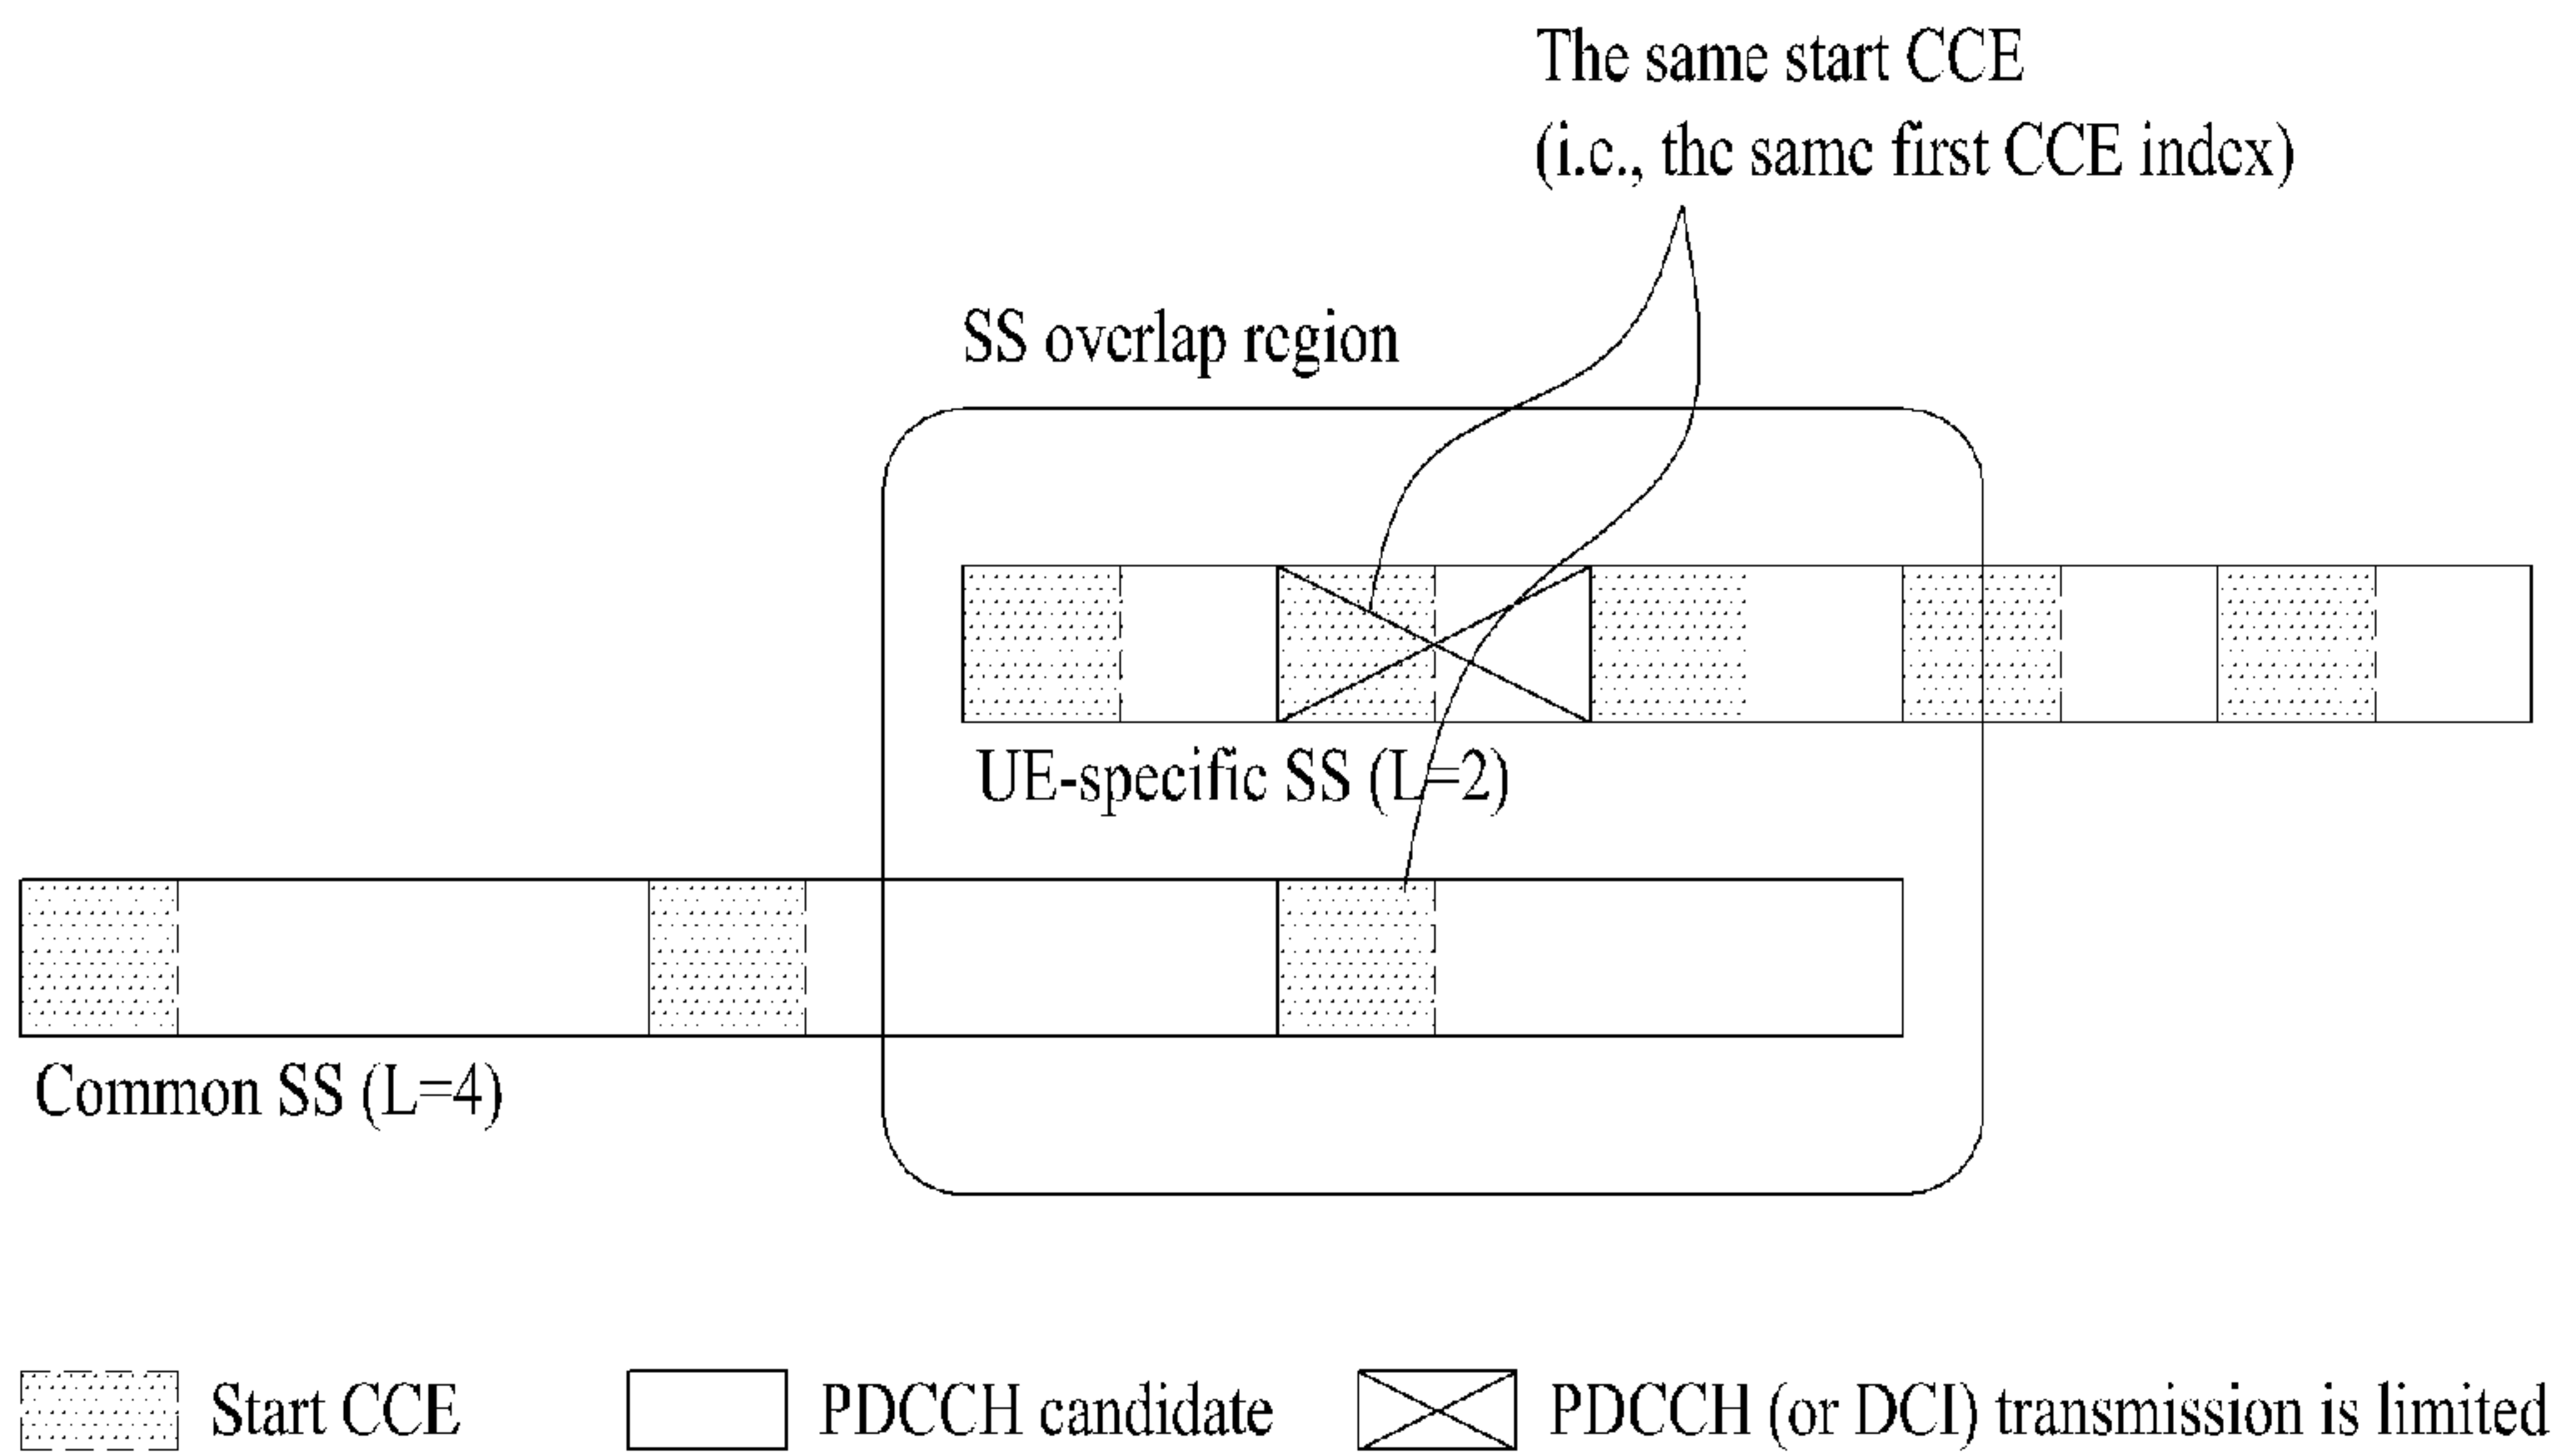 The same start CCE
(i.e., the same first CCE index)
SS overlap region
UE-specific SS (L=2)
Common SS (L=4)
Start CCE
PDCCH candidate
PDCCH (or DCI) transmission is limited